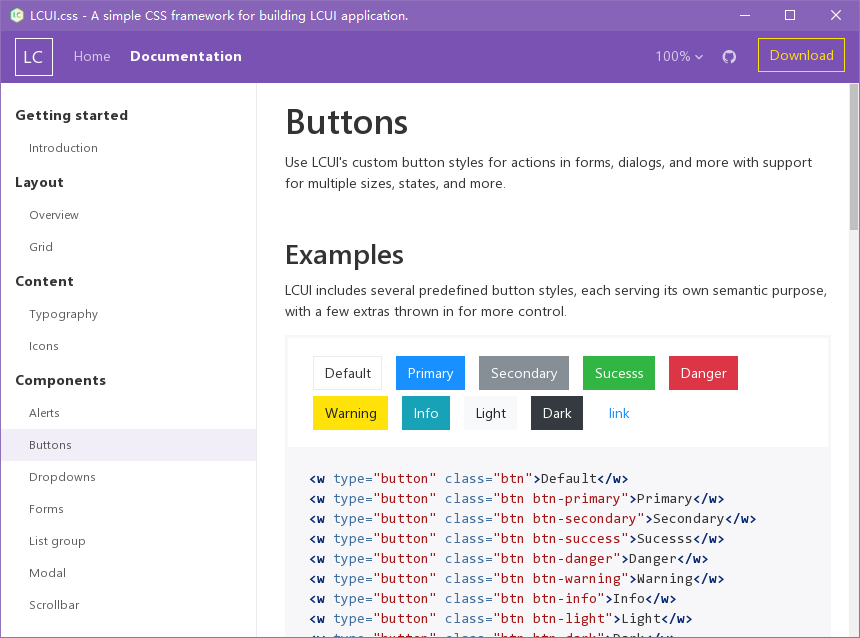 LCUI.css - A simple CSS framework for building LCUI application.
LC Home Documentation 100% Download
Getting started
Introduction
Layout
Overview
Grid
Content
Typography
Icons
Components
Alerts
Buttons
Dropdowns
Forms
List group
Modal
Scrollbar
Buttons
Use LCUI's custom button styles for actions in forms, dialogs, and more with support
for multiple sizes, states, and more.
Examples
LCUI includes several predefined button styles, each serving its own semantic purpose,
with a few extras thrown in for more control.
Default Primary Secondary Sucesss Danger
Warning Info Light Dark link
<w type="button" class="btn">Default</w>
<w type="button" class="btn btn-primary">Primary</w>
<w type="button" class="btn btn-secondary">Secondary</w>
<w type="button" class="btn btn-success">Sucesss</w>
<w type="button" class="btn btn-danger">Danger</w>
<w type="button" class="btn btn-warning">Warning</w>
<w type="button" class="btn btn-info">Info</w>
<w type="button" class="btn btn-light">Light</w>
<w type="button" class="btn btn-dark">Dark</w>